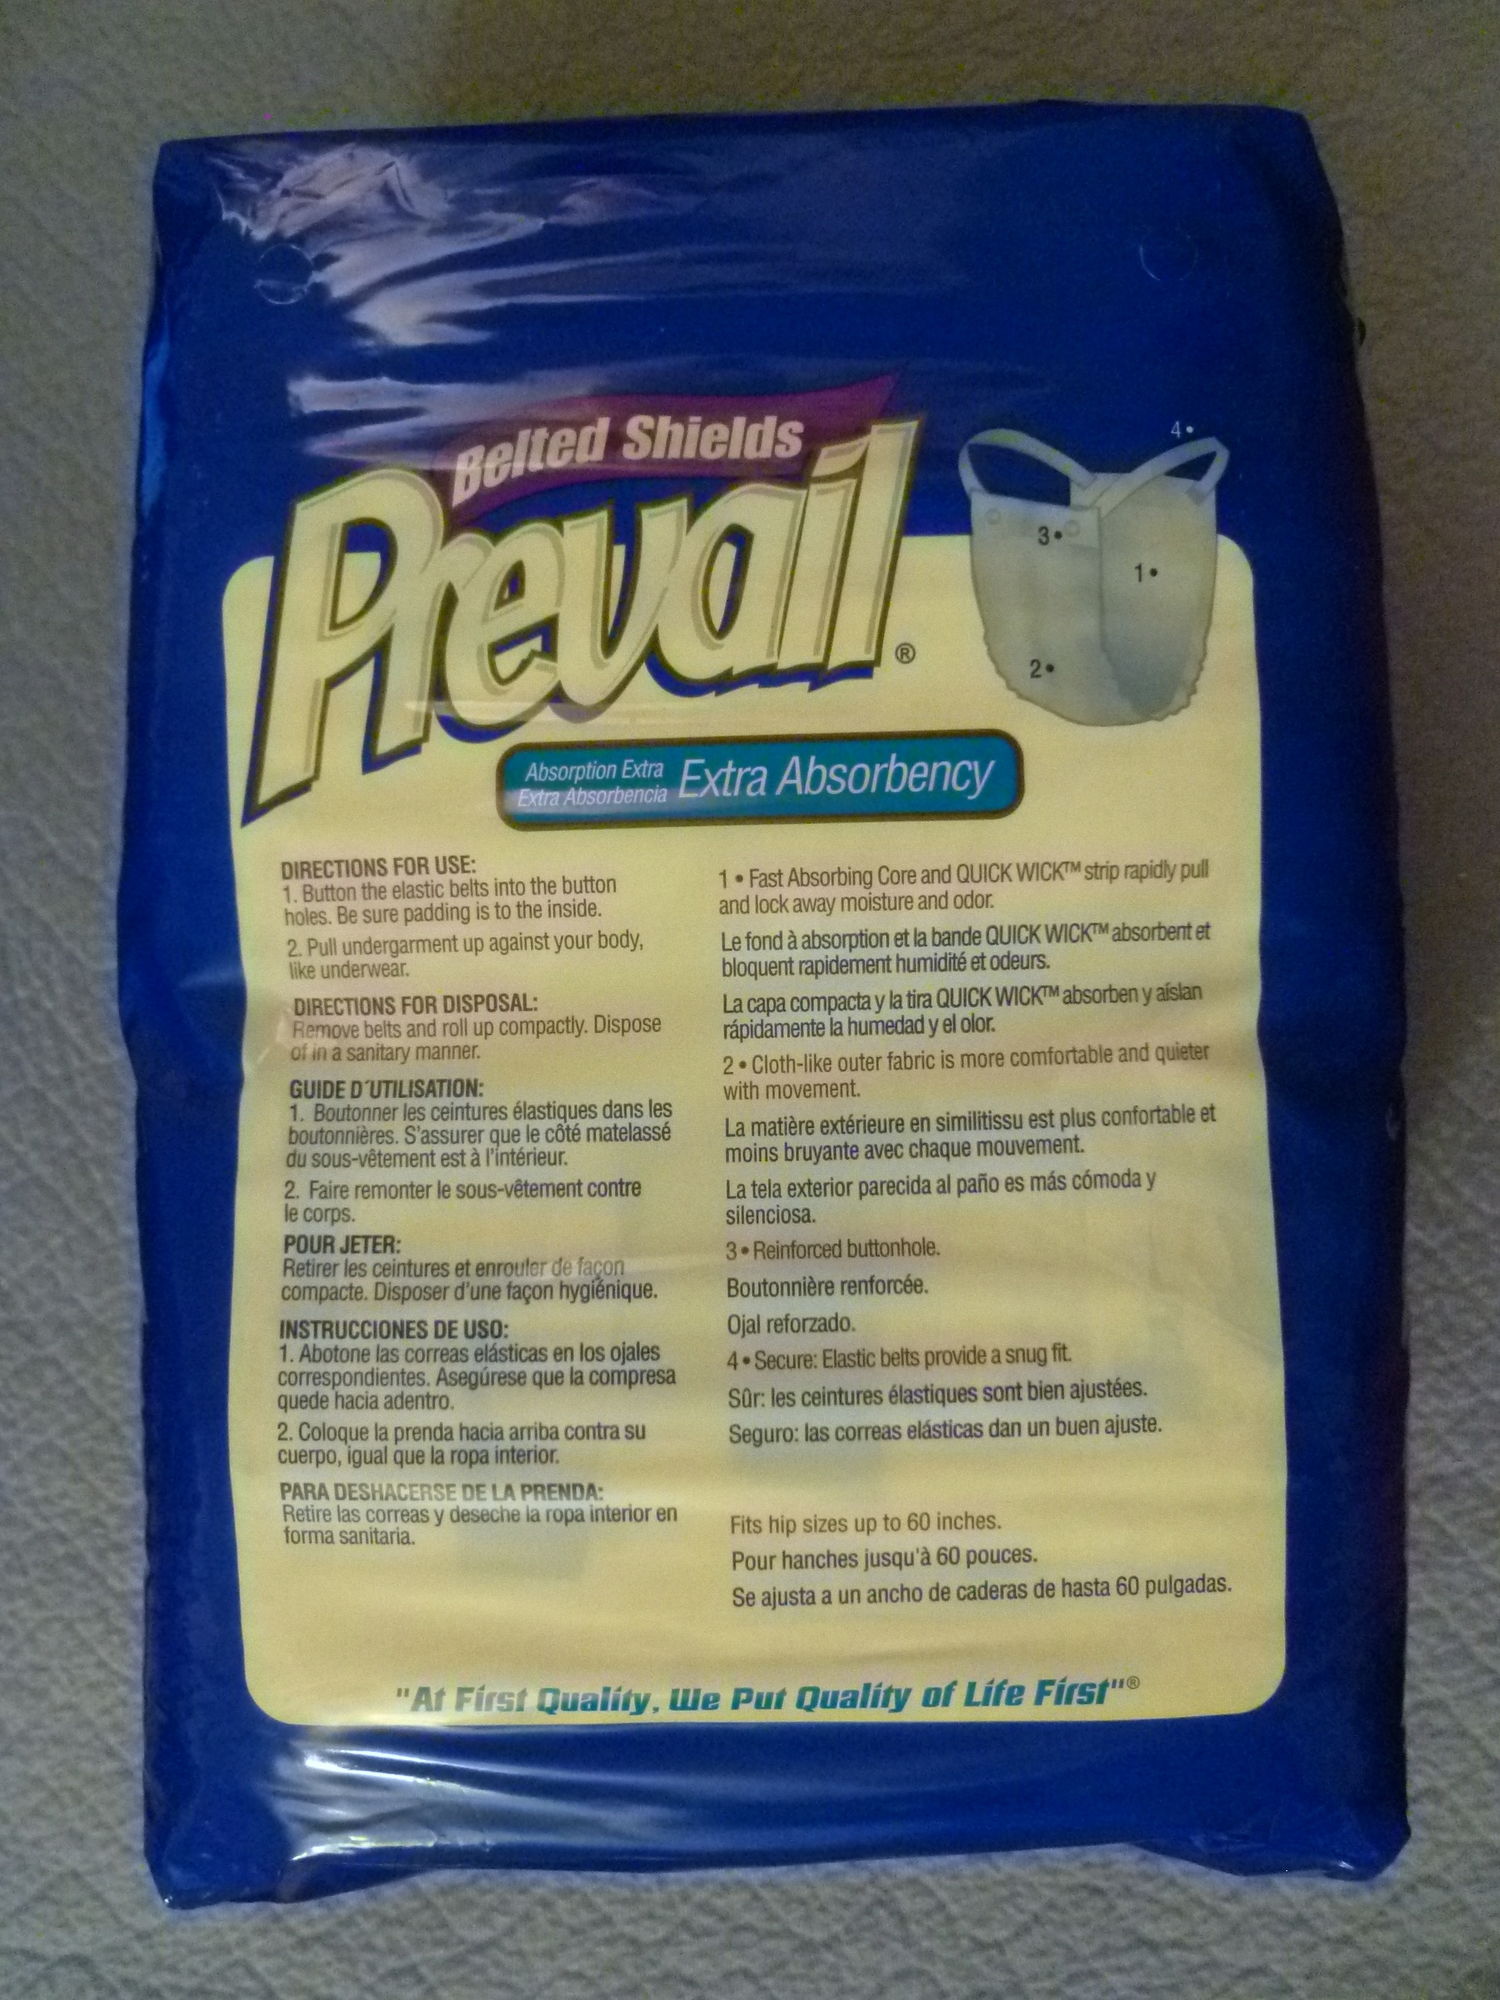 Belted Shields
Prevail®
4•
3•
1•
2•
Absorption Extra
Extra Absorbencia
Extra Absorbency
DIRECTIONS FOR USE:
1. Button the elastic belts into the button
holes. Be sure padding is to the inside.
2. Pull undergarment up against your body,
like underwear.
DIRECTIONS FOR DISPOSAL:
Remove belts and roll up compactly. Dispose
of in a sanitary manner.
GUIDE D´UTILISATION:
1. Boutonner les ceintures élastiques dans les
boutonnières. S'assurer que le côté matelassé
du sous-vêtement est à l'intérieur.
2. Faire remonter le sous-vêtement contre
le corps.
POUR JETER:
Retirer les ceintures et enrouler de façon
compacte. Disposer d'une façon hygiénique.
INSTRUCCIONES DE USO:
1. Abotone las correas elásticas en los ojales
correspondientes. Asegúrese que la compresa
quede hacia adentro.
2. Coloque la prenda hacia arriba contra su
cuerpo, igual que la ropa interior.
PARA DESHACERSE DE LA PRENDA:
Retire las correas y deseche la ropa interior en
forma sanitaria.
1 • Fast Absorbing Core and QUICK WICK™ strip rapidly pull
and lock away moisture and odor.
Le fond à absorption et la bande QUICK WICK™ absorbent et
bloquent rapidement humidité et odeurs.
La capa compacta y la tira QUICK WICK™ absorben y aíslan
rápidamente la humedad y el olor.
2 • Cloth-like outer fabric is more comfortable and quieter
with movement.
La matière extérieure en similitissu est plus confortable et
moins bruyante avec chaque mouvement.
La tela exterior parecida al paño es más cómoda y
silenciosa.
3 • Reinforced buttonhole.
Boutonnière renforcée.
Ojal reforzado.
4 • Secure: Elastic belts provide a snug fit.
Sûr: les ceintures élastiques sont bien ajustées.
Seguro: las correas elásticas dan un buen ajuste.
Fits hip sizes up to 60 inches.
Pour hanches jusqu'à 60 pouces.
Se ajusta a un ancho de caderas de hasta 60 pulgadas.
"At First Quality, We Put Quality of Life First"®